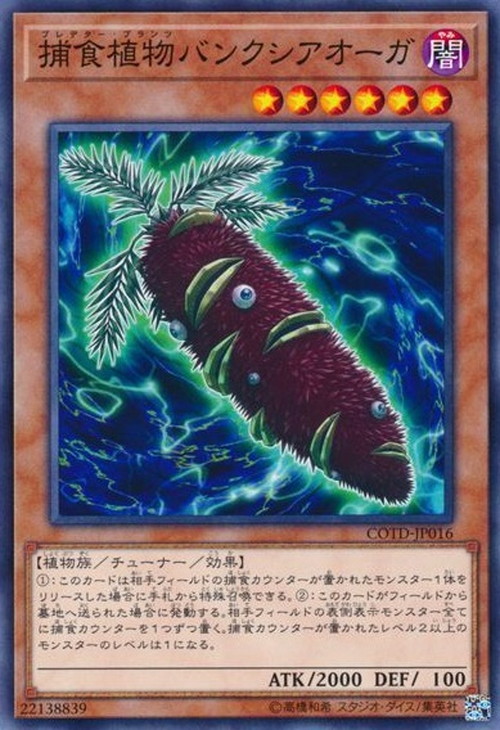 プレデター・プランツ
捕食植物バンクシアオーガ
やみ
闇
COTD-JP016
【植物族／チューナー／効果】
①:このカードは相手フィールドの捕食カウンターが置かれたモンスター1体を
リリースした場合に手札から特殊召喚できる。②:このカードがフィールドから
墓地へ送られた場合に発動する。相手フィールドの表側表示モンスター全て
に捕食カウンターを1つずつ置く。捕食カウンターが置かれたレベル2以上の
モンスターのレベルは1になる。
ATK/2000 DEF/ 100
22138839
©高橋和希 スタジオ・ダイス/集英社